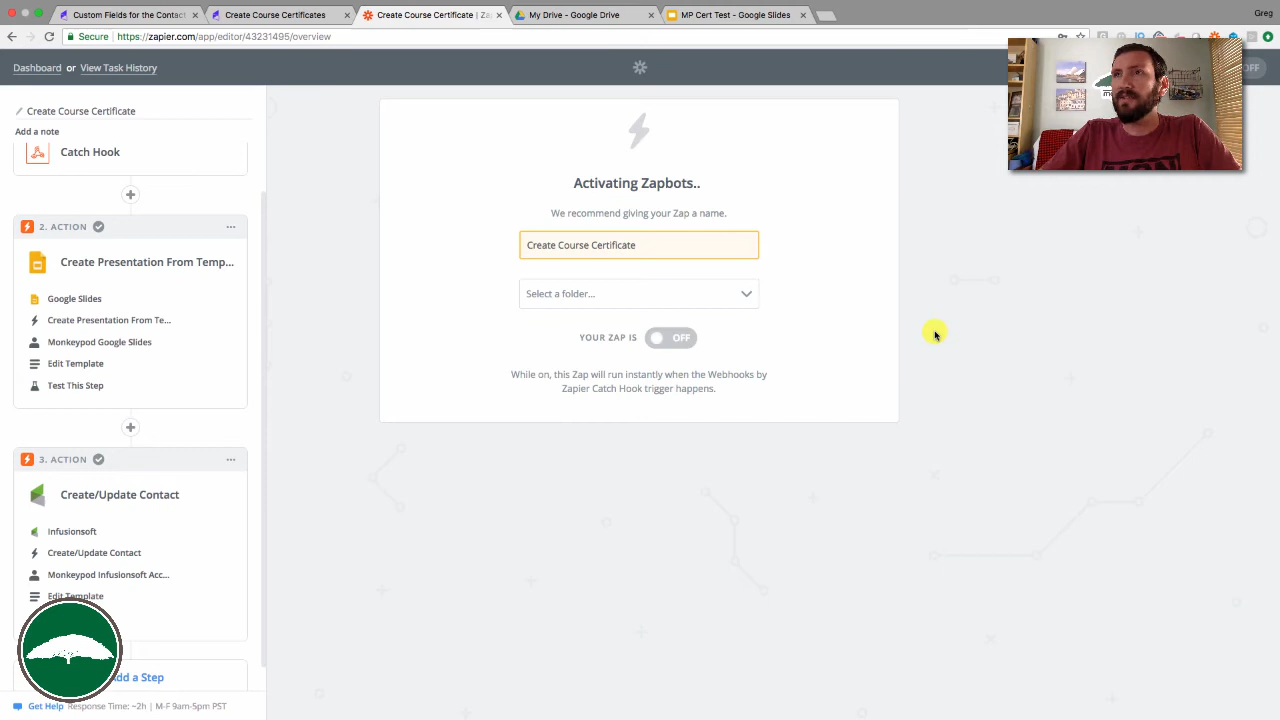 Custom Fields for the Contac
Create Course Certificates
Create Course Certificate | Zap
My Drive - Google Drive
MP Cert Test - Google Slides
Greg
Secure https://zapier.com/app/editor/43231495/overview
Dashboard or View Task History
OFF
Create Course Certificate
Add a note
Catch Hook
2. ACTION
Create Presentation From Temp...
Google Slides
Create Presentation From Te...
Monkeypod Google Slides
Edit Template
Test This Step
3. ACTION
Create/Update Contact
Infusionsoft
Create/Update Contact
Monkeypod Infusionsoft Acc...
Edit Template
dd a Step
Get Help Response Time: ~2h | M-F 9am-5pm PST
Activating Zapbots..
We recommend giving your Zap a name.
Create Course Certificate
Select a folder...
YOUR ZAP IS OFF
While on, this Zap will run instantly when the Webhooks by
Zapier Catch Hook trigger happens.